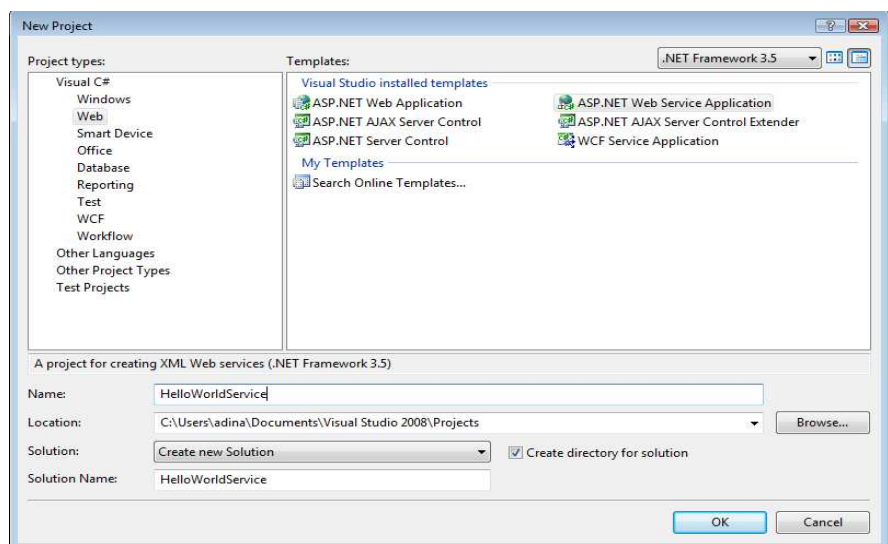 New Project
Project types:
Templates:
.NET Framework 3.5
Visual C#
Windows
Web
Smart Device
Office
Database
Reporting
Test
WCF
Workflow
Other Languages
Other Project Types
Test Projects
Visual Studio installed templates
ASP.NET Web Application
ASP.NET Web Service Application
ASP.NET AJAX Server Control
ASP.NET AJAX Server Control Extender
ASP.NET Server Control
WCF Service Application
My Templates
Search Online Templates...
A project for creating XML Web services (.NET Framework 3.5)
Name:
HelloWorldService
Location:
C:\Users\adina\Documents\Visual Studio 2008\Projects
Browse...
Solution:
Create new Solution
Create directory for solution
Solution Name:
HelloWorldService
OK
Cancel